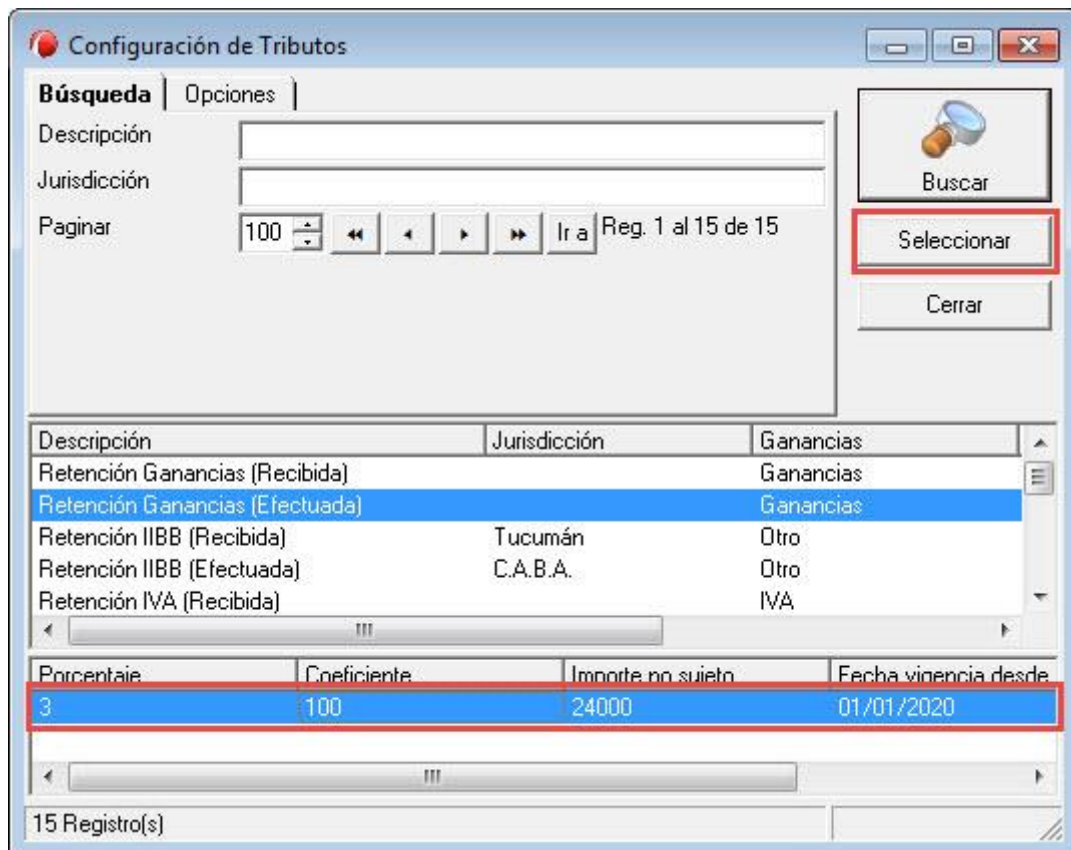 Configuración de Tributos
Búsqueda Opciones
Descripción
Jurisdicción
Paginar 100 Ir a Reg. 1 al 15 de 15
Buscar
Seleccionar
Cerrar
Descripción Jurisdicción Ganancias
Retención Ganancias (Recibida) Ganancias
Retención Ganancias (Efectuada) Ganancias
Retención IIBB (Recibida) Tucumán Otro
Retención IIBB (Efectuada) C.A.B.A. Otro
Retención IVA (Recibida) IVA
Porcentaje Coeficiente Importe no sujeto Fecha vigencia desde
3 100 24000 01/01/2020
15 Registro(s)